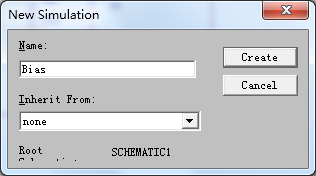 New Simulation
Name:
Bias
Create
Inherit From:
Cancel
none
Root SCHEMATIC1